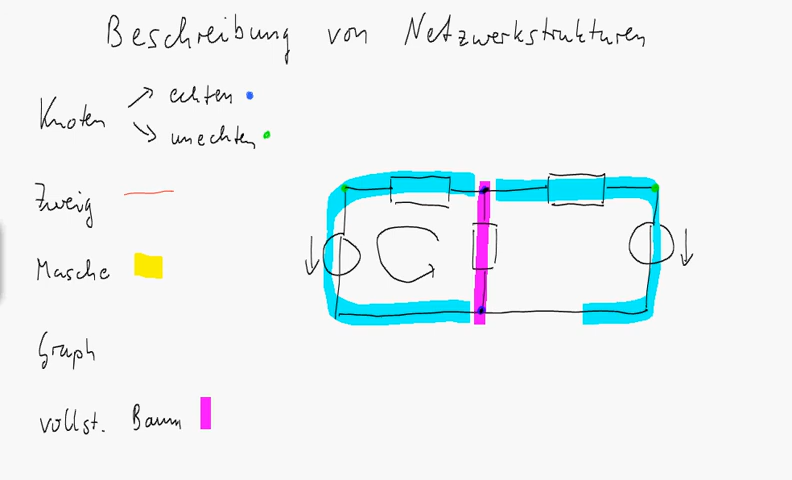 Beschreibung von Netzwerkstrukturen
Knoten
echten
unechten
Zweig
Masche
Graph
vollst. Baum